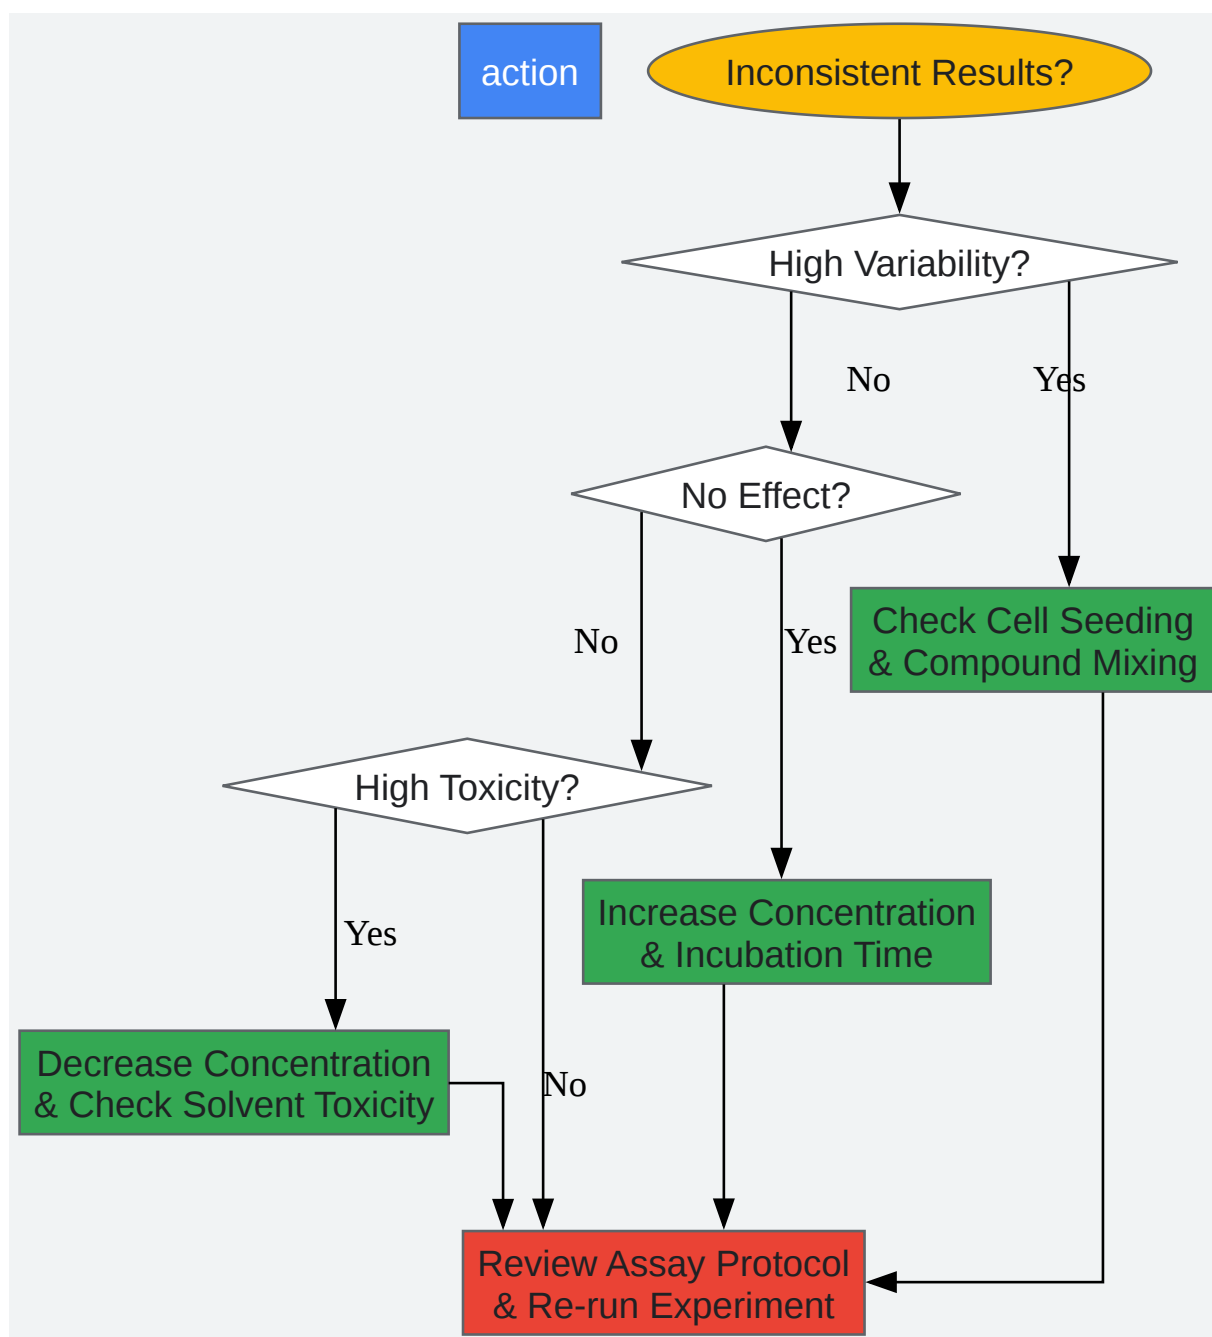 action
Inconsistent Results?
High Variability?
No
Yes
No Effect?
No
Yes
Check Cell Seeding
& Compound Mixing
High Toxicity?
Increase Concentration
& Incubation Time
Yes
Decrease Concentration
& Check Solvent Toxicity
No
Review Assay Protocol
& Re-run Experiment